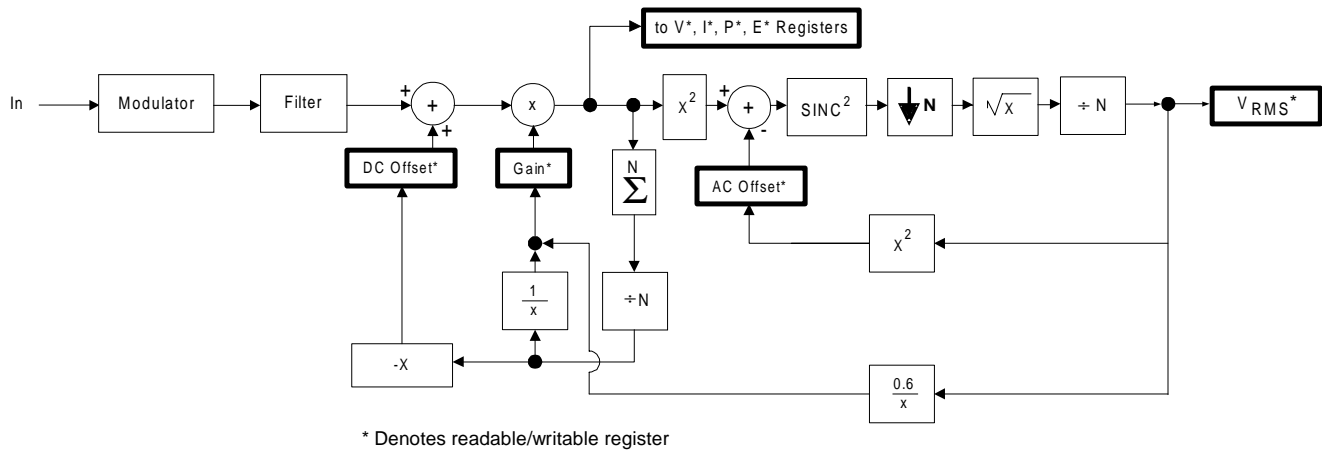 to V*, I*, P*, E* Registers
In
Modulator
Filter
+
+
+
x
X²
+
+
-
SINC²
N
√X
÷ N
V RMS*
DC Offset*
Gain*
N
Σ
AC Offset*
X²
1
x
÷N
-X
0.6
x
* Denotes readable/writable register